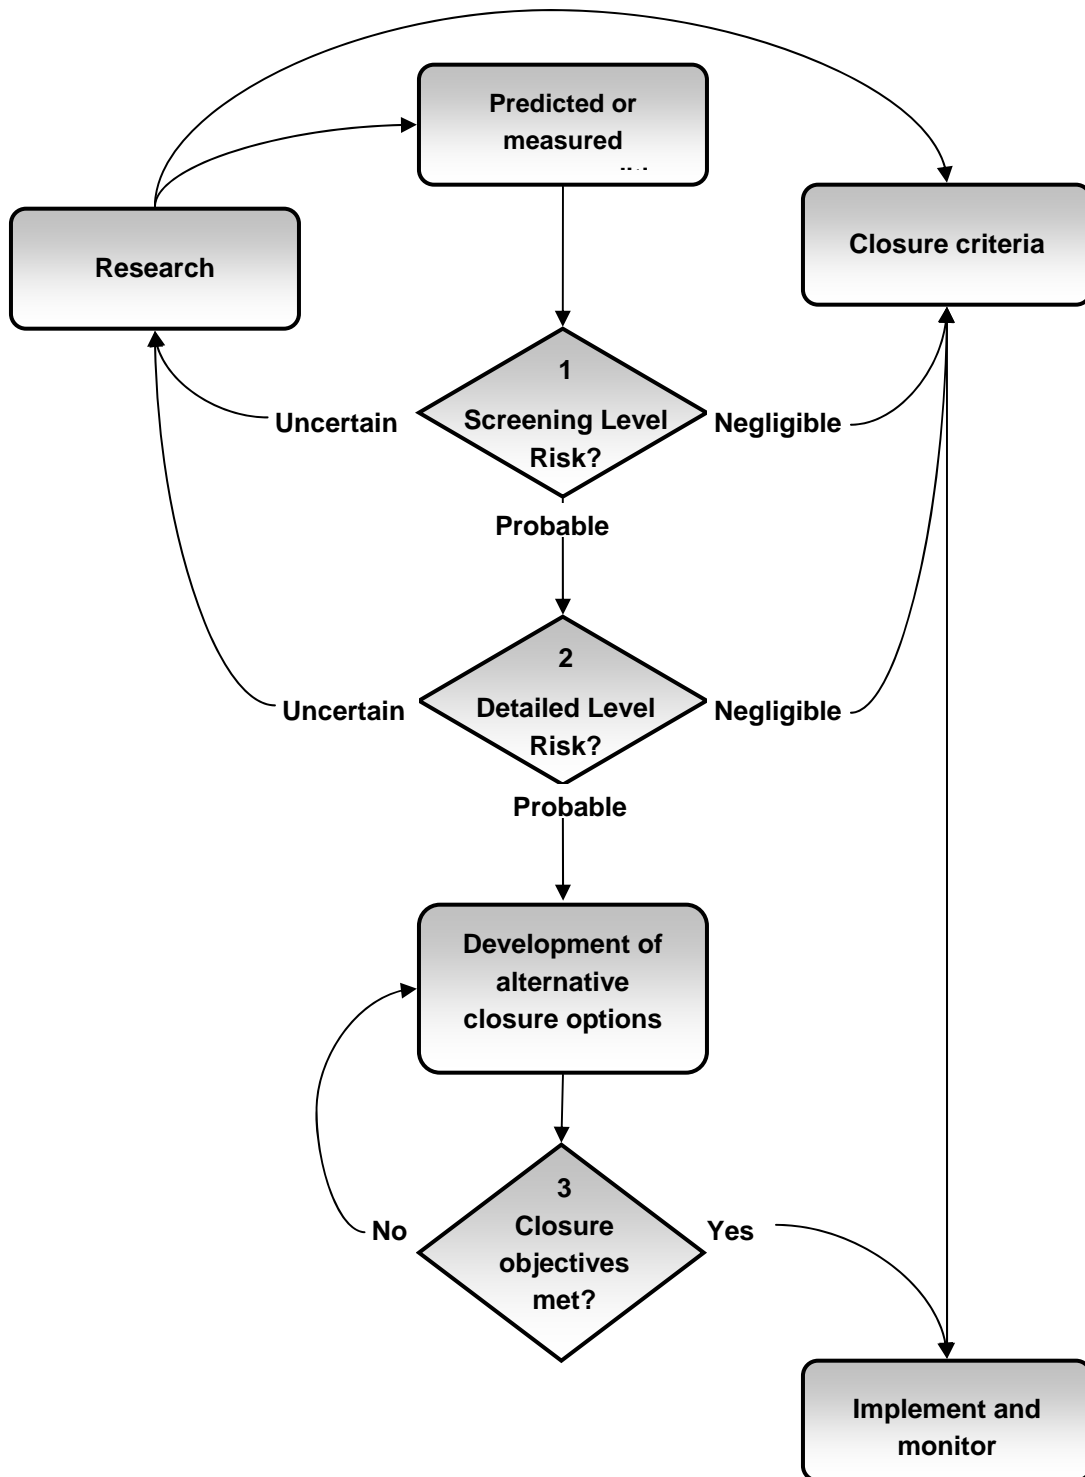 Predicted or
measured
Research
Closure criteria
1
Screening Level
Risk?
Uncertain
Negligible
Probable
2
Detailed Level
Risk?
Uncertain
Negligible
Probable
Development of
alternative
closure options
3
Closure
objectives
met?
No
Yes
Implement and
monitor